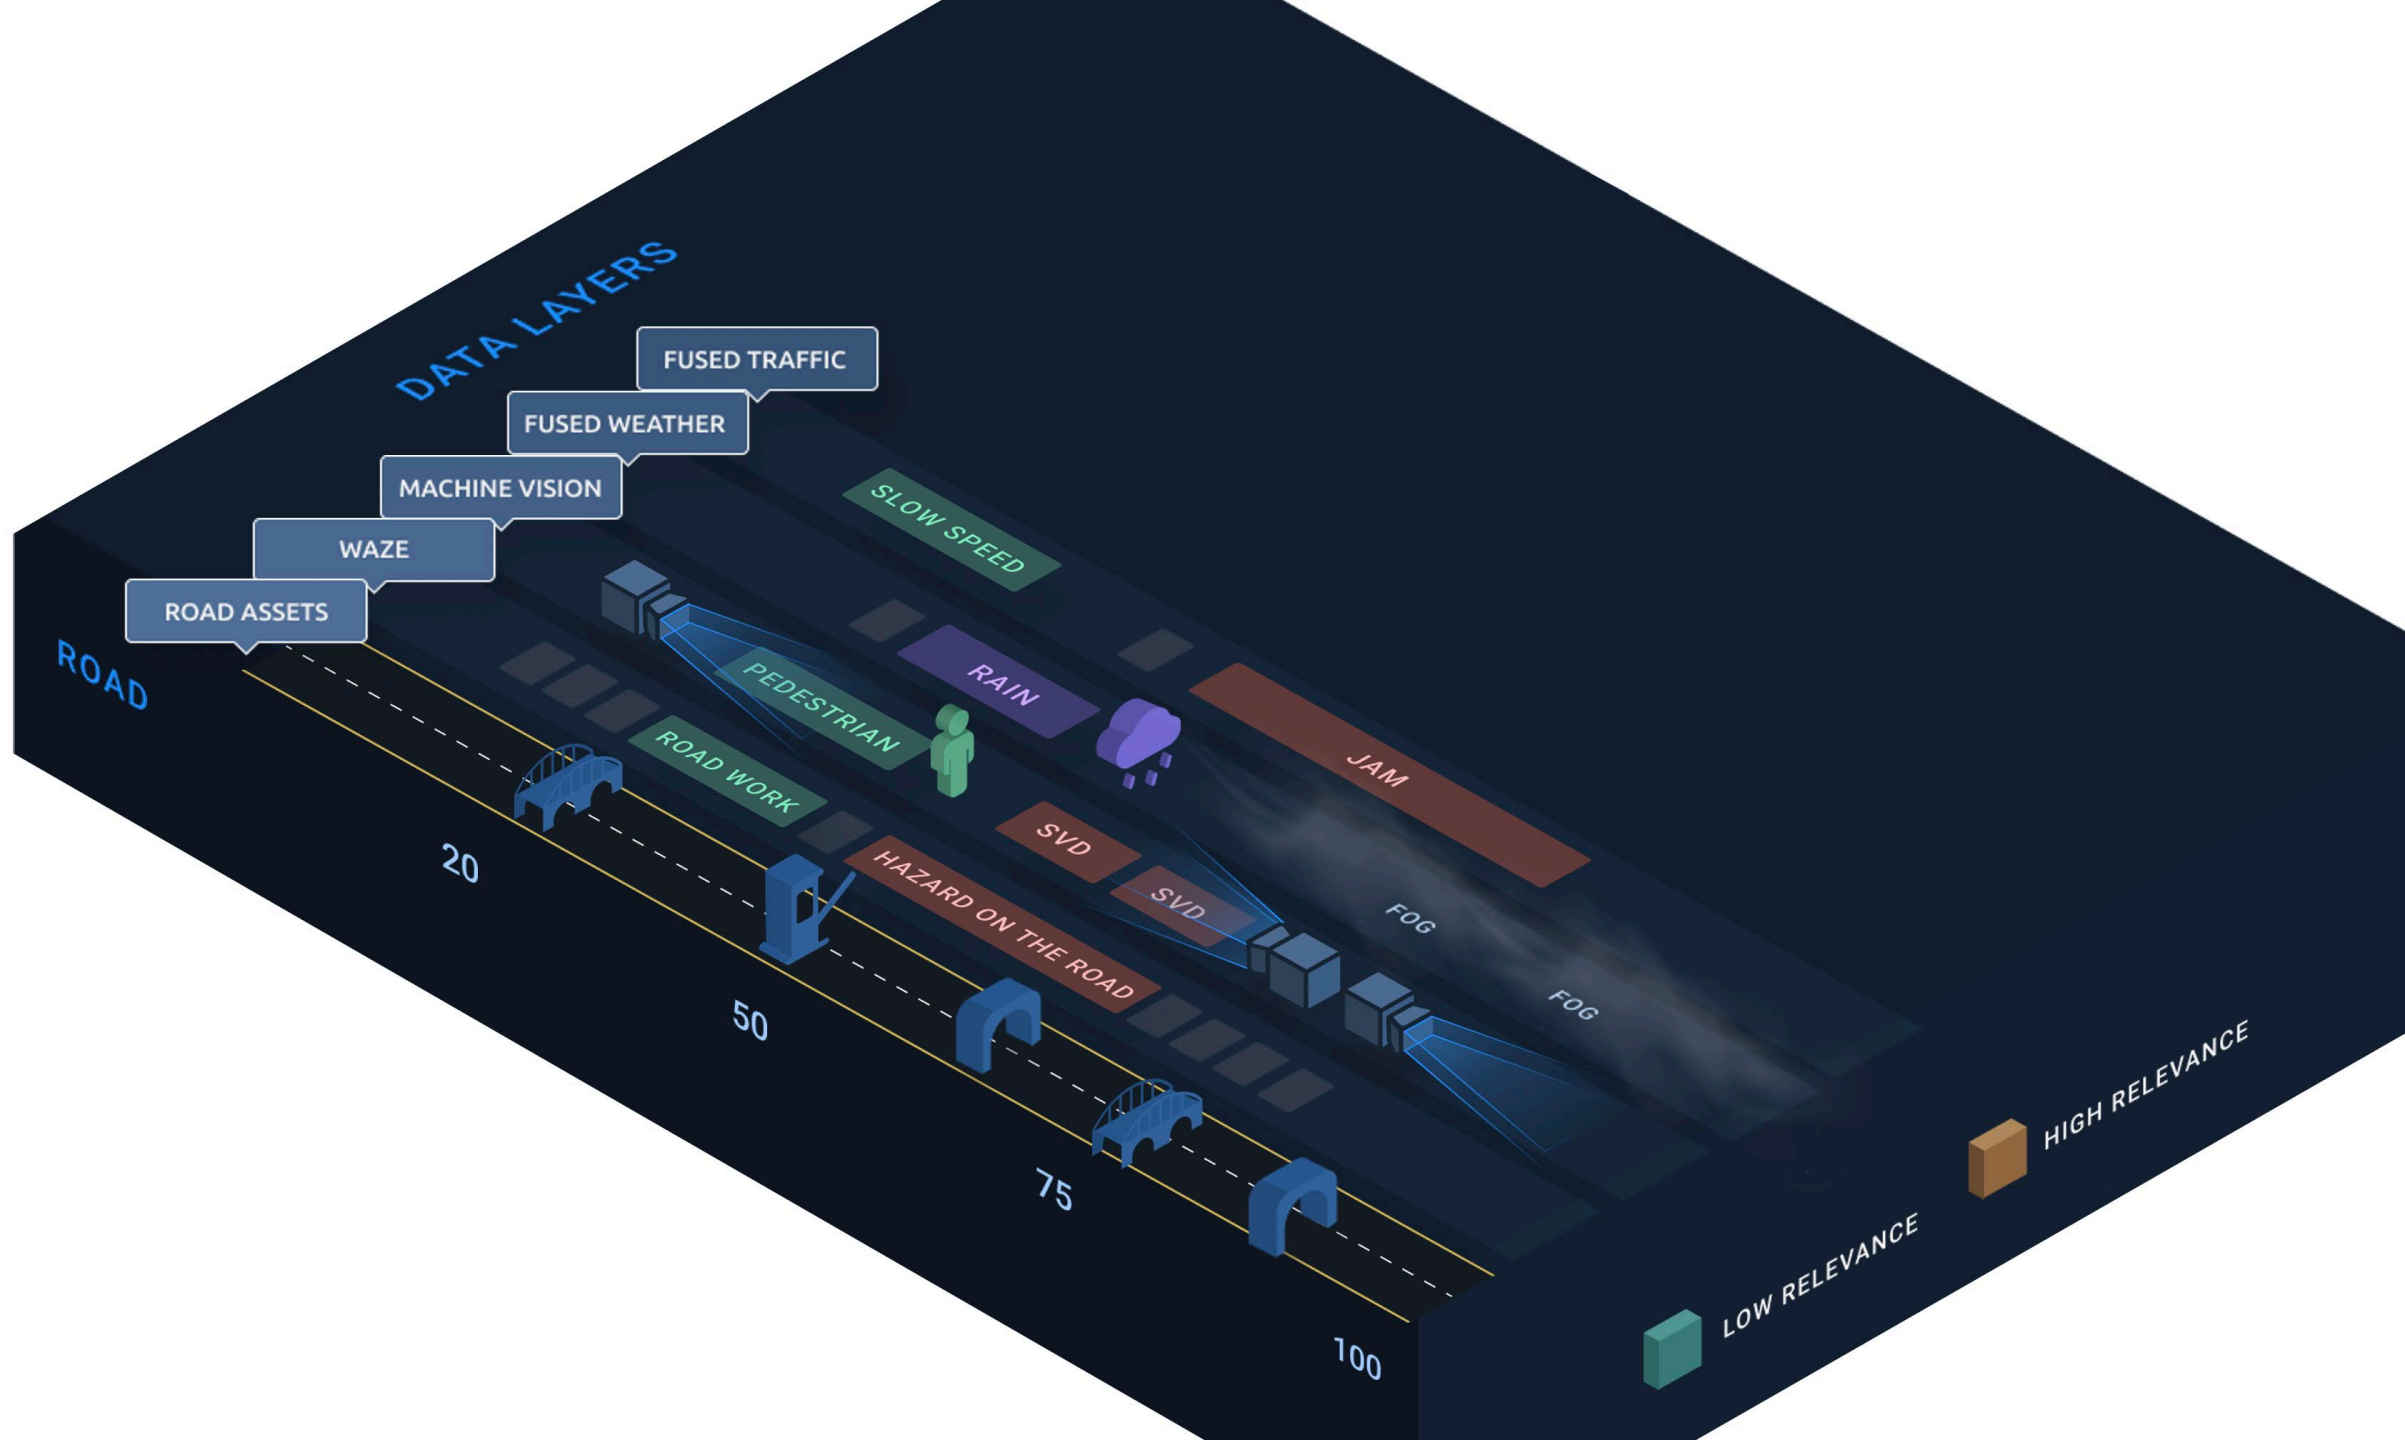 DATA LAYERS
FUSED TRAFFIC
FUSED WEATHER
MACHINE VISION
WAZE
ROAD ASSETS
ROAD
SLOW SPEED
RAIN
JAM
PEDESTRIAN
ROAD WORK
SVD
SVD
HAZARD ON THE ROAD
FOG
FOG
20
50
75
100
HIGH RELEVANCE
LOW RELEVANCE